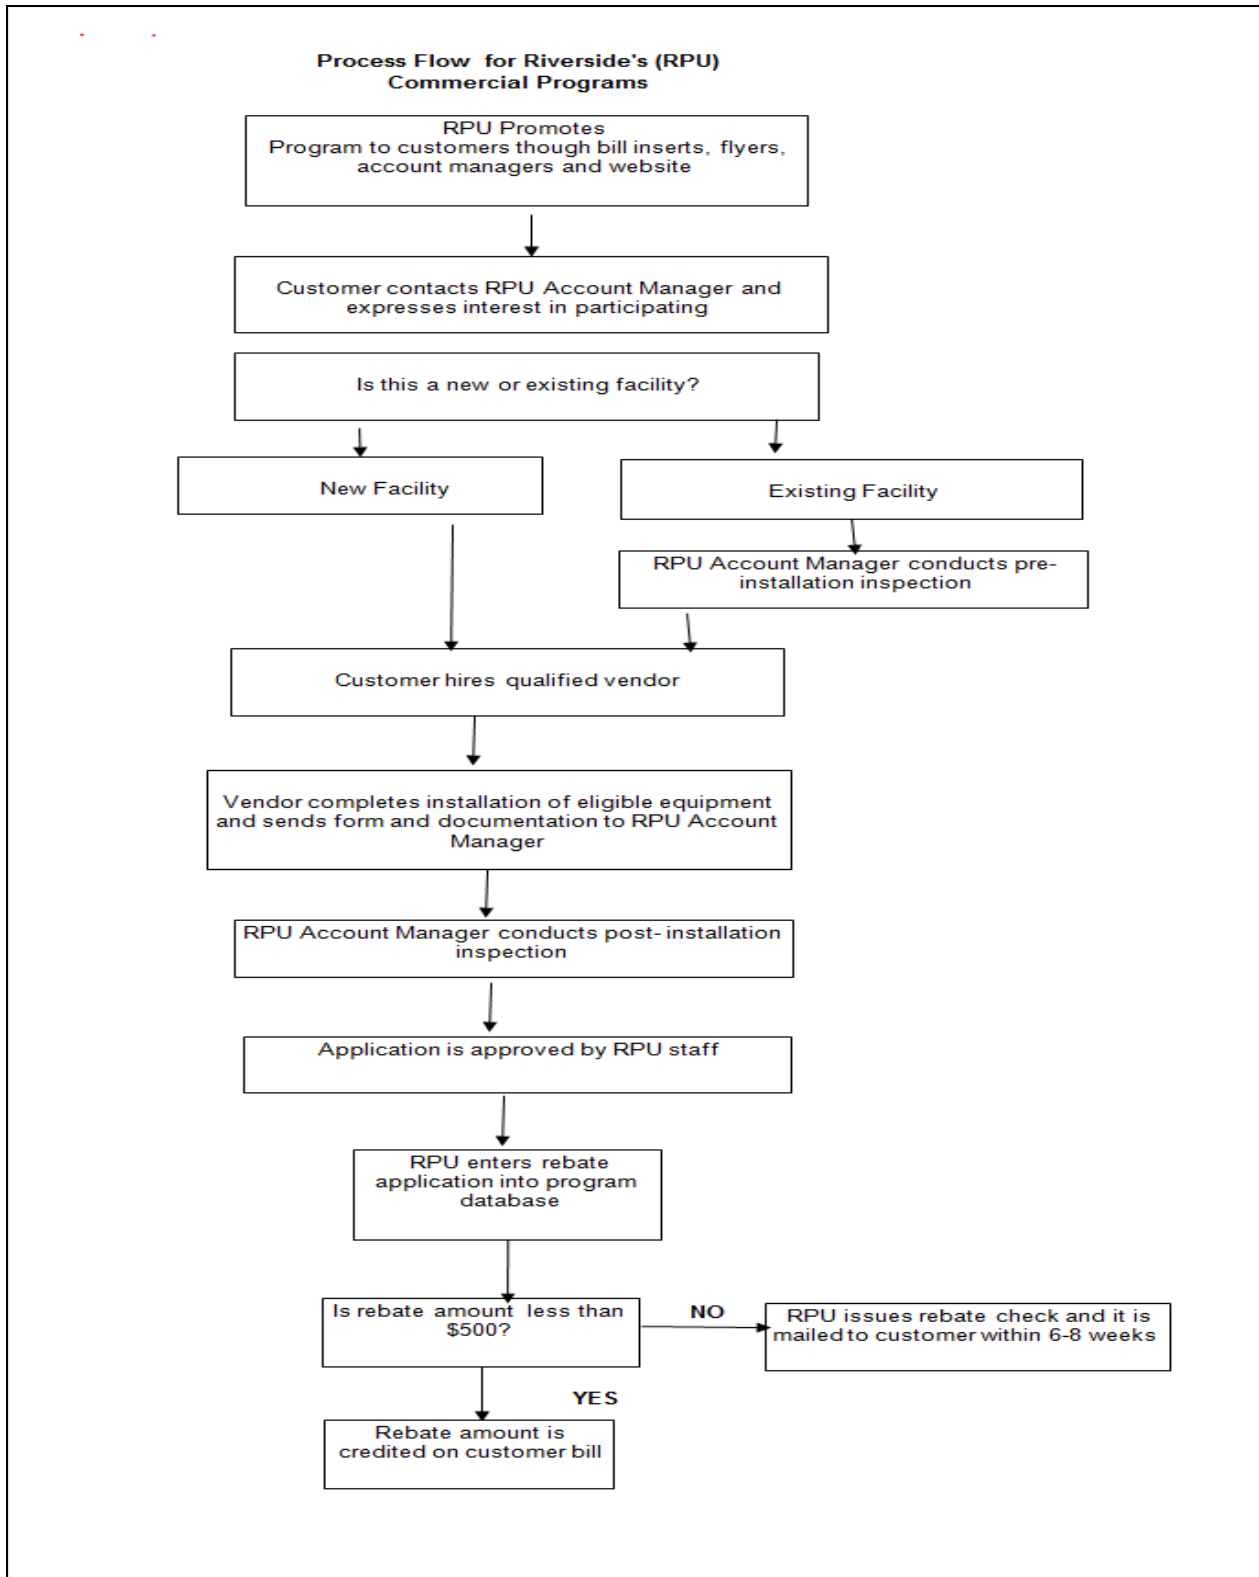 Process Flow for Riverside's (RPU)
Commercial Programs
RPU Promotes
Program to customers though bill inserts, flyers,
account managers and website
Customer contacts RPU Account Manager and
expresses interest in participating
Is this a new or existing facility?
New Facility
Existing Facility
RPU Account Manager conducts pre-
installation inspection
Customer hires qualified vendor
Vendor completes installation of eligible equipment
and sends form and documentation to RPU Account
Manager
RPU Account Manager conducts post- installation
inspection
Application is approved by RPU staff
RPU enters rebate
application into program
database
Is rebate amount less than
$500?
NO
RPU issues rebate check and it is
mailed to customer within 6-8 weeks
YES
Rebate amount is
credited on customer bill